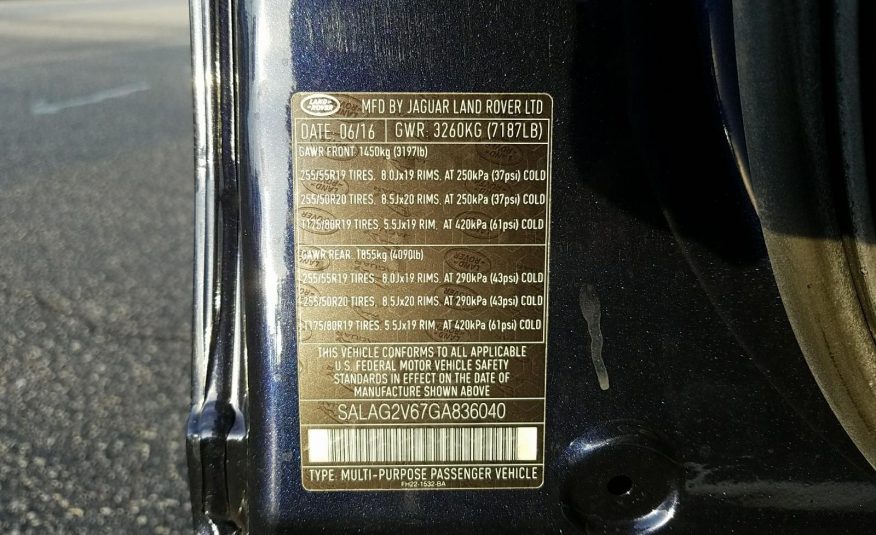 LAND-ROVER MFD BY JAGUAR LAND ROVER LTD
DATE: 06/16 GWR: 3260KG (7187LB)
GAWR FRONT. 1450kg (3197lb)
255/55R19 TIRES. 8.0Jx19 RIMS. AT 250kPa (37psi) COLD
255/50R20 TIRES. 8.5Jx20 RIMS. AT 250kPa (37psi) COLD
T175/80R19 TIRES. 5.5Jx19 RIM. AT 420kPa (61psi) COLD
GAWR REAR. 1855kg (4090lb)
255/55R19 TIRES. 8.0Jx19 RIMS. AT 290kPa (43psi) COLD
255/50R20 TIRES. 8.5Jx20 RIMS. AT 290kPa (43psi) COLD
T175/80R19 TIRES. 5.5Jx19 RIM. AT 420kPa (61psi) COLD
THIS VEHICLE CONFORMS TO ALL APPLICABLE
U.S. FEDERAL MOTOR VEHICLE SAFETY
STANDARDS IN EFFECT ON THE DATE OF
MANUFACTURE SHOWN ABOVE
SALAG2V67GA836040
TYPE. MULTI-PURPOSE PASSENGER VEHICLE
FH22-1532-BA